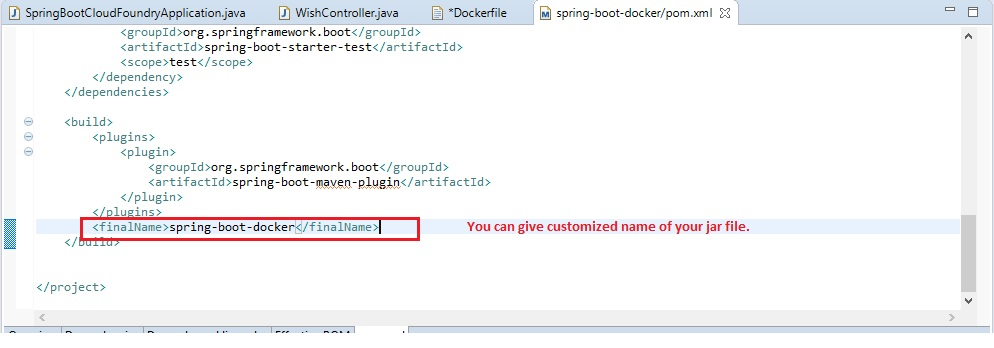 SpringBootCloudFoundryApplication.java WishController.java *Dockerfile spring-boot-docker/pom.xml
<groupId>org.springframework.boot</groupId>
<artifactId>spring-boot-starter-test</artifactId>
<scope>test</scope>
</dependency>
</dependencies>
<build>
<plugins>
<plugin>
<groupId>org.springframework.boot</groupId>
<artifactId>spring-boot-maven-plugin</artifactId>
</plugin>
</plugins>
<finalName>spring-boot-docker</finalName> You can give customized name of your jar file.
</build>
</project>